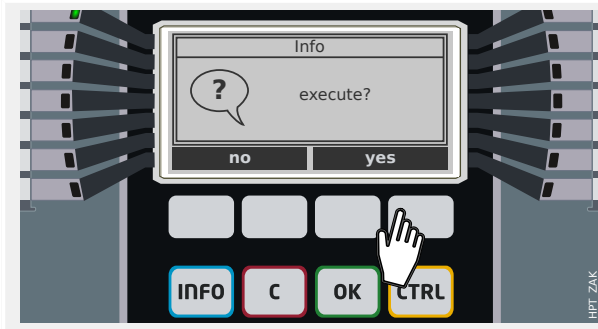 Info
?
execute?
no yes
INFO C OK CTRL
HPT ZAK